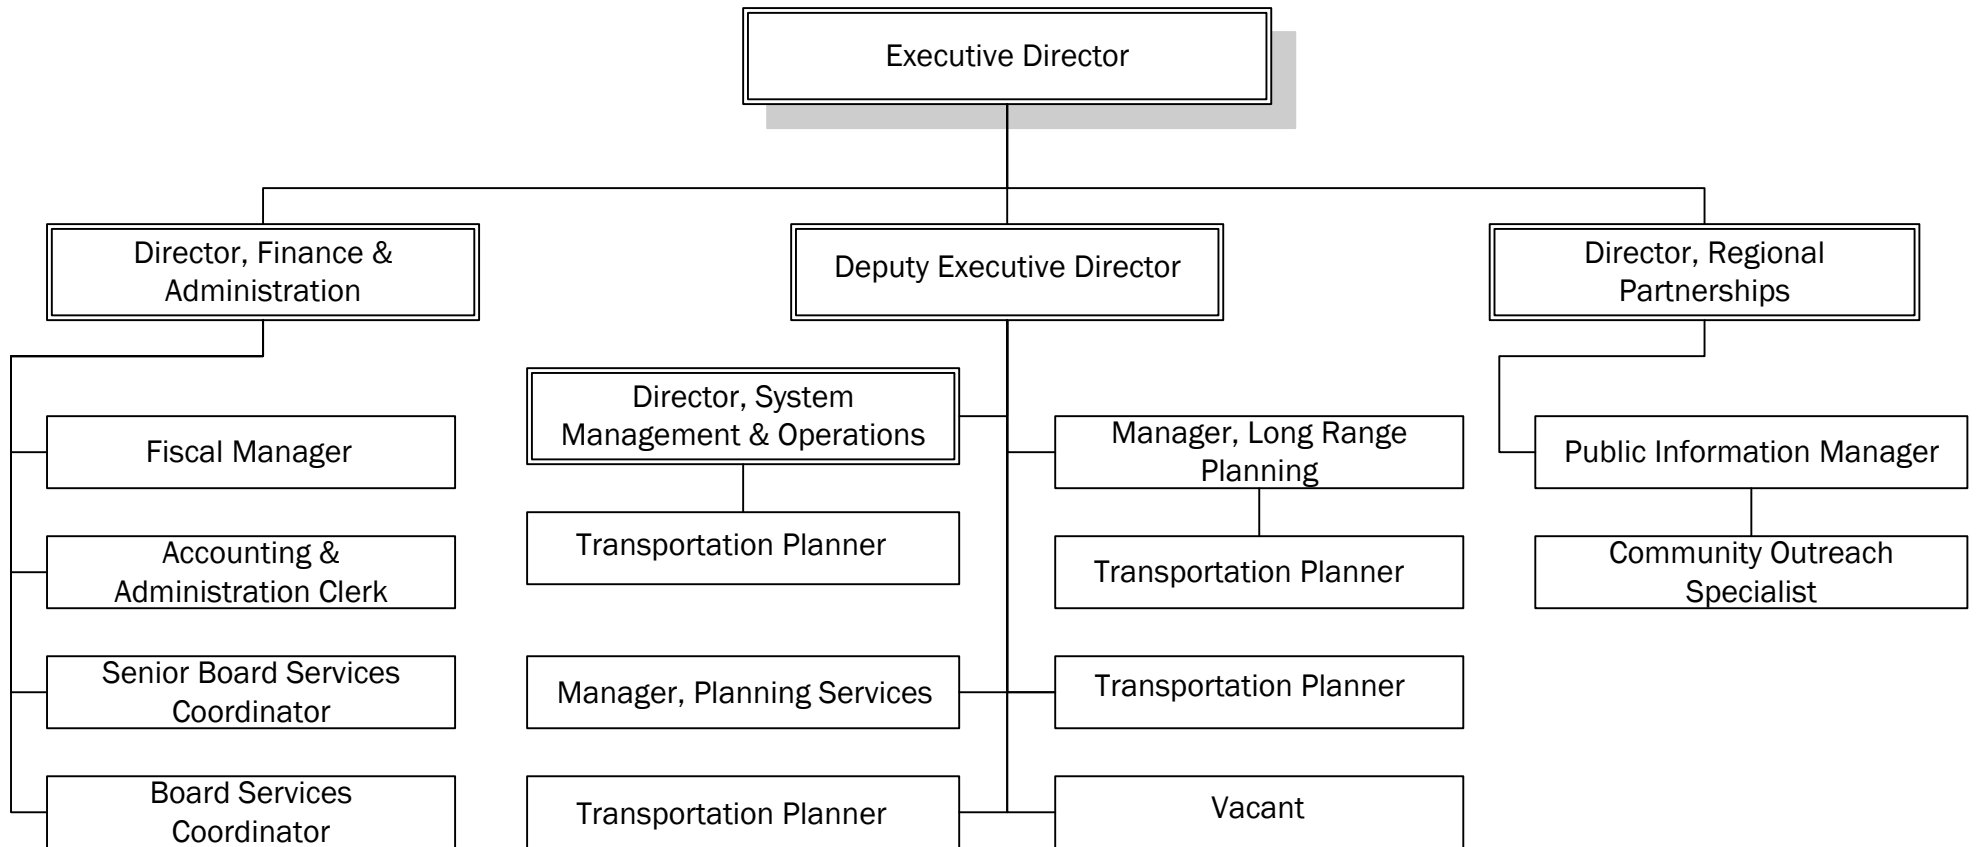 Executive Director
Director, Finance &
Administration
Deputy Executive Director
Director, Regional
Partnerships
Director, System
Management & Operations
Manager, Long Range
Planning
Fiscal Manager
Public Information Manager
Transportation Planner
Accounting &
Administration Clerk
Transportation Planner
Community Outreach
Specialist
Senior Board Services
Coordinator
Manager, Planning Services
Transportation Planner
Board Services
Coordinator
Transportation Planner
Vacant